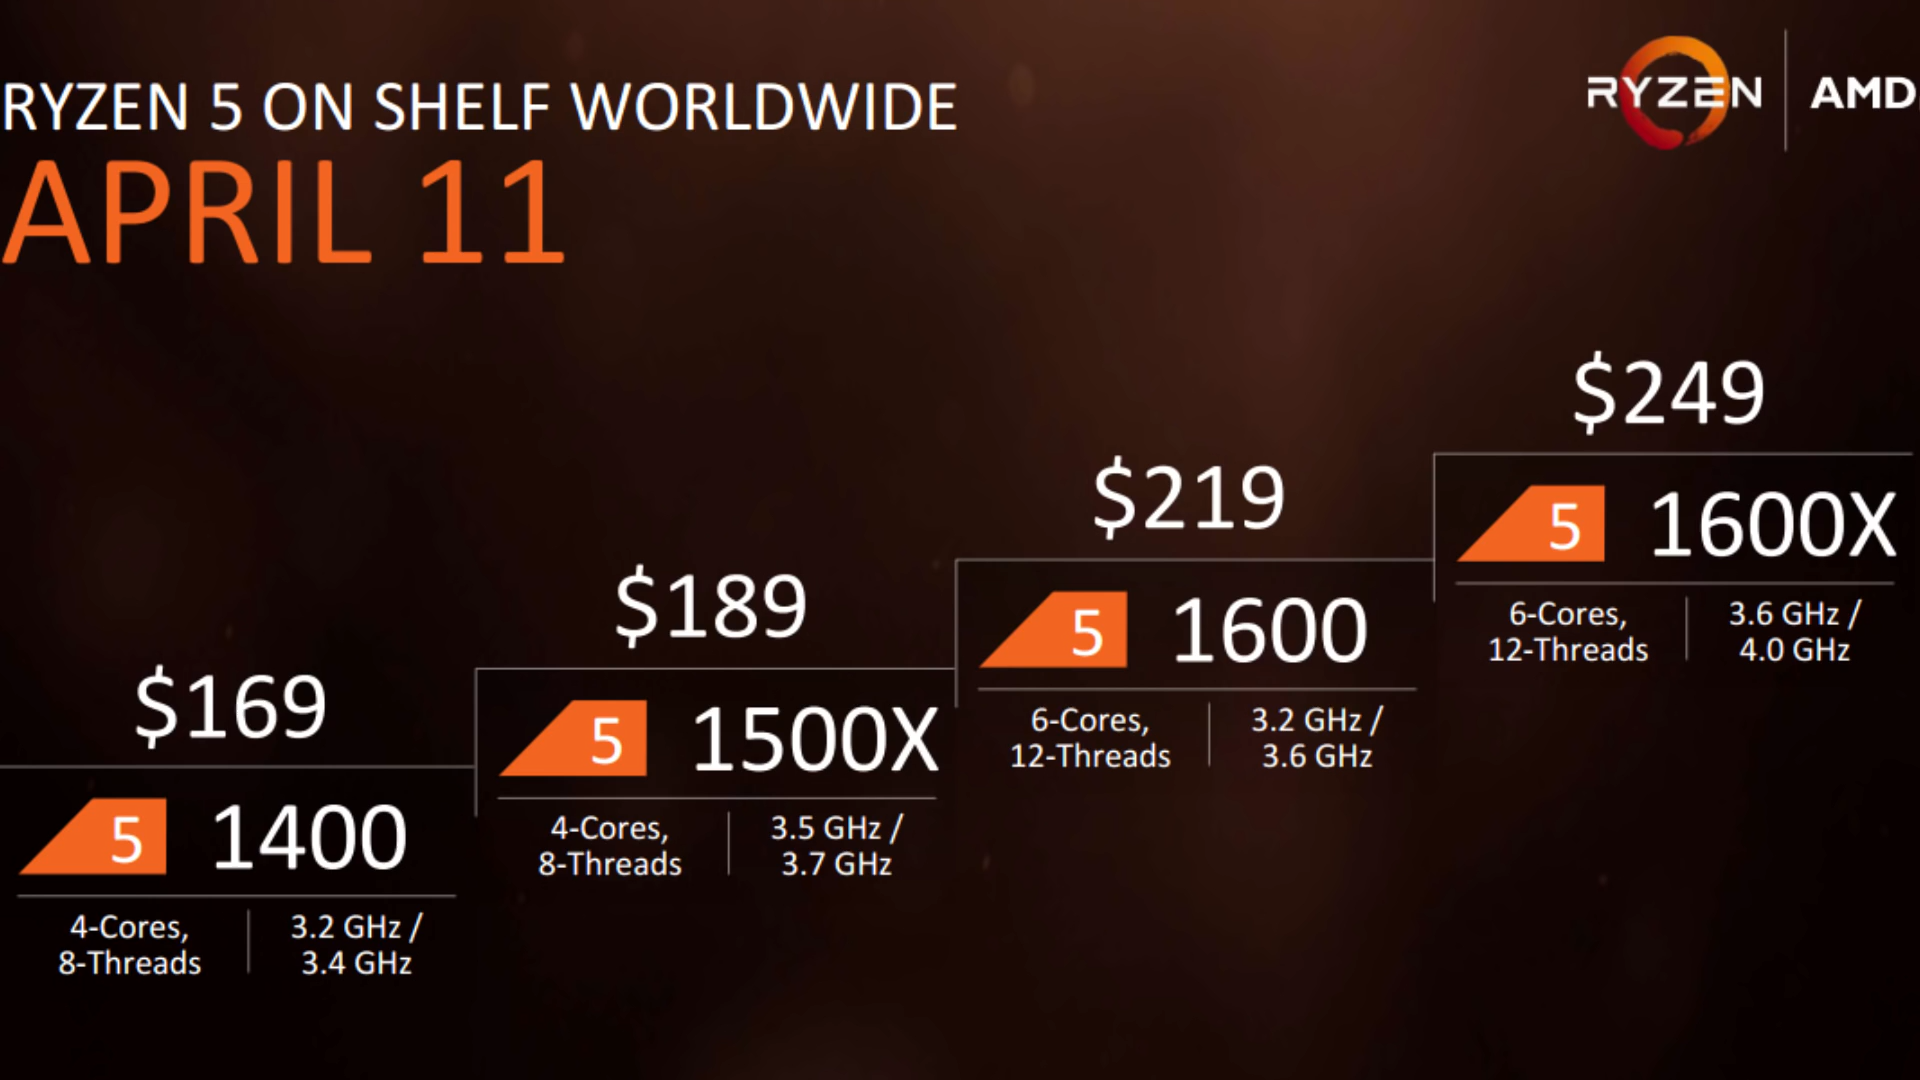 RYZEN 5 ON SHELF WORLDWIDE
APRIL 11
RYZEN
AMD
$169
5 1400
4-Cores,
8-Threads
3.2 GHz /
3.4 GHz
$189
5 1500X
4-Cores,
8-Threads
3.5 GHz /
3.7 GHz
$219
5 1600
6-Cores,
12-Threads
3.2 GHz /
3.6 GHz
$249
5 1600X
6-Cores,
12-Threads
3.6 GHz /
4.0 GHz